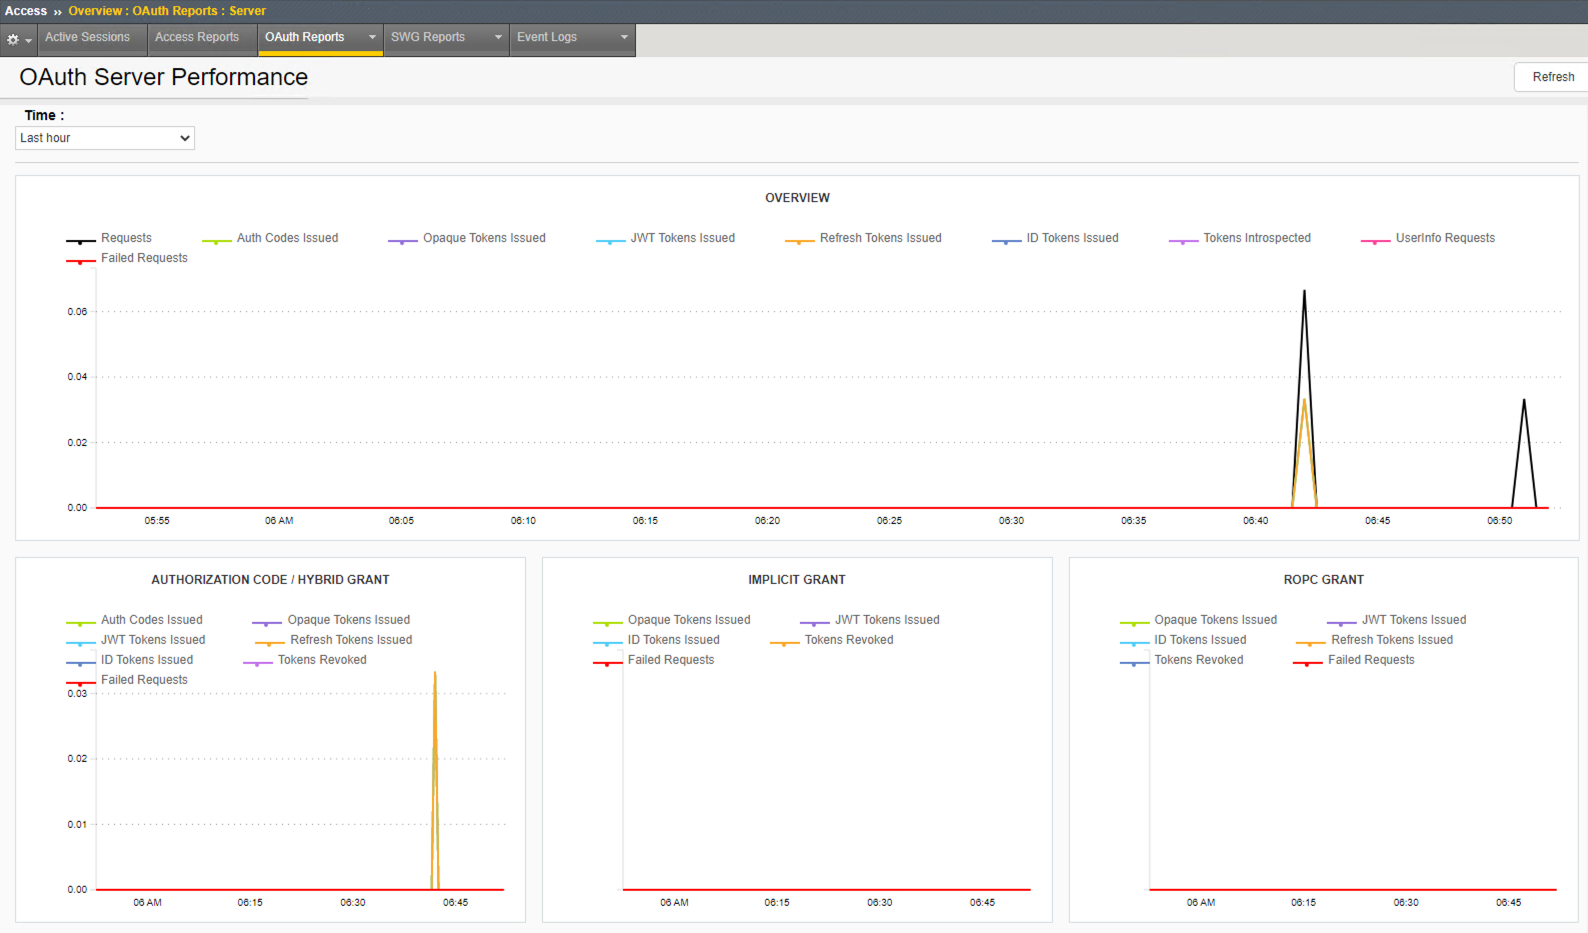 Access ›› Overview : OAuth Reports : Server
Active Sessions Access Reports OAuth Reports SWG Reports Event Logs
OAuth Server Performance
Refresh
Time :
Last hour
OVERVIEW
Requests Auth Codes Issued Opaque Tokens Issued JWT Tokens Issued Refresh Tokens Issued ID Tokens Issued Tokens Introspected UserInfo Requests
Failed Requests
0.06
0.04
0.02
0.00
05:55 06 AM 06:05 06:10 06:15 06:20 06:25 06:30 06:35 06:40 06:45 06:50
AUTHORIZATION CODE / HYBRID GRANT
Auth Codes Issued Opaque Tokens Issued
JWT Tokens Issued Refresh Tokens Issued
ID Tokens Issued Tokens Revoked
Failed Requests
0.03
0.02
0.01
0.00
06 AM 06:15 06:30 06:45
IMPLICIT GRANT
Opaque Tokens Issued JWT Tokens Issued
ID Tokens Issued Tokens Revoked
Failed Requests
06 AM 06:15 06:30 06:45
ROPC GRANT
Opaque Tokens Issued JWT Tokens Issued
ID Tokens Issued Refresh Tokens Issued
Tokens Revoked Failed Requests
06 AM 06:15 06:30 06:45